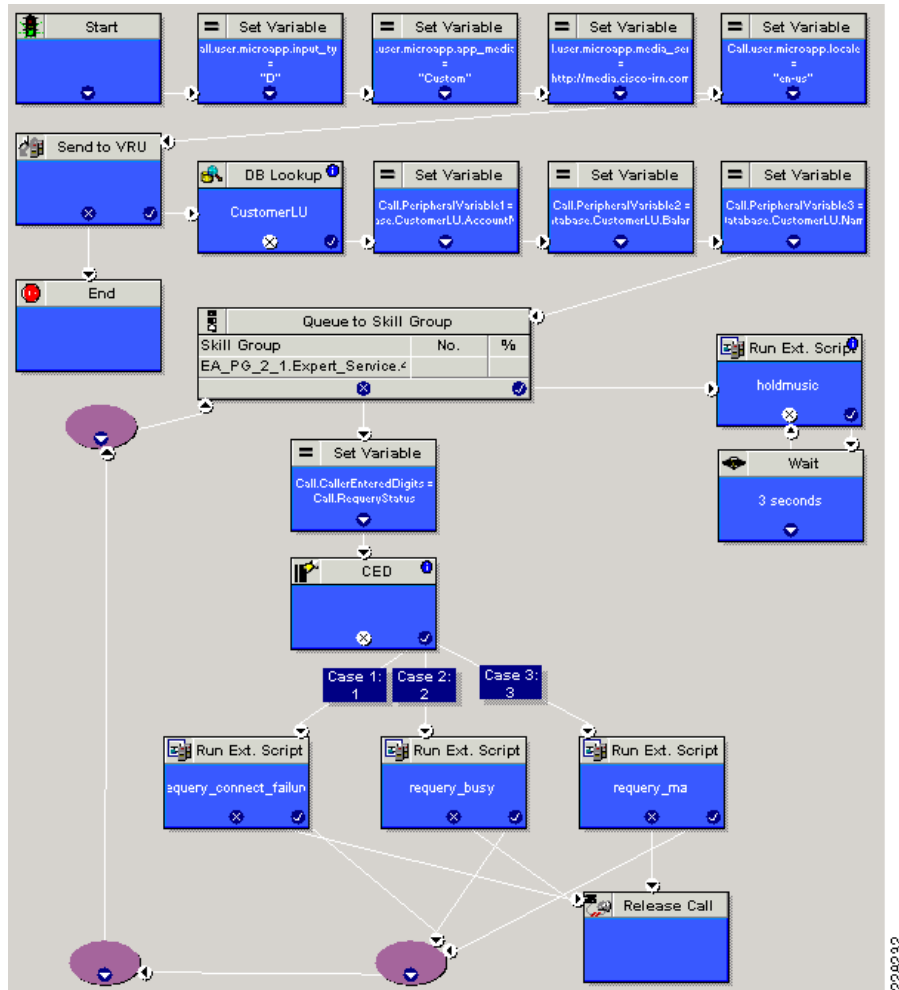 Start
Set Variable
Set Variable
Set Variable
Set Variable
all.user.microapp.input_ty
=
"D"
.user.microapp.app_media
=
"Custom"
l.user.microapp.media_ser
=
http://media.cisco-irn.com
Call.user.microapp.locale
=
"en-us"
Send to VRU
DB Lookup
CustomerLU
Set Variable
Call.PeripheralVariable1 =
ase.CustomerLU.AccountN
Set Variable
Call.PeripheralVariable2 =
atabase.CustomerLU.Balan
Set Variable
Call.PeripheralVariable3 =
atabase.CustomerLU.Nam
End
Queue to Skill Group
Skill Group No. %
EA_PG_2_1.Expert_Service.4
Run Ext. Script
holdmusic
Wait
3 seconds
Set Variable
Call.CallerEnteredDigits =
Call.RequeryStatus
CED
Case 1:
1
Case 2:
2
Case 3:
3
Run Ext. Script
equery_connect_failur
Run Ext. Script
requery_busy
Run Ext. Script
requery_rna
Release Call